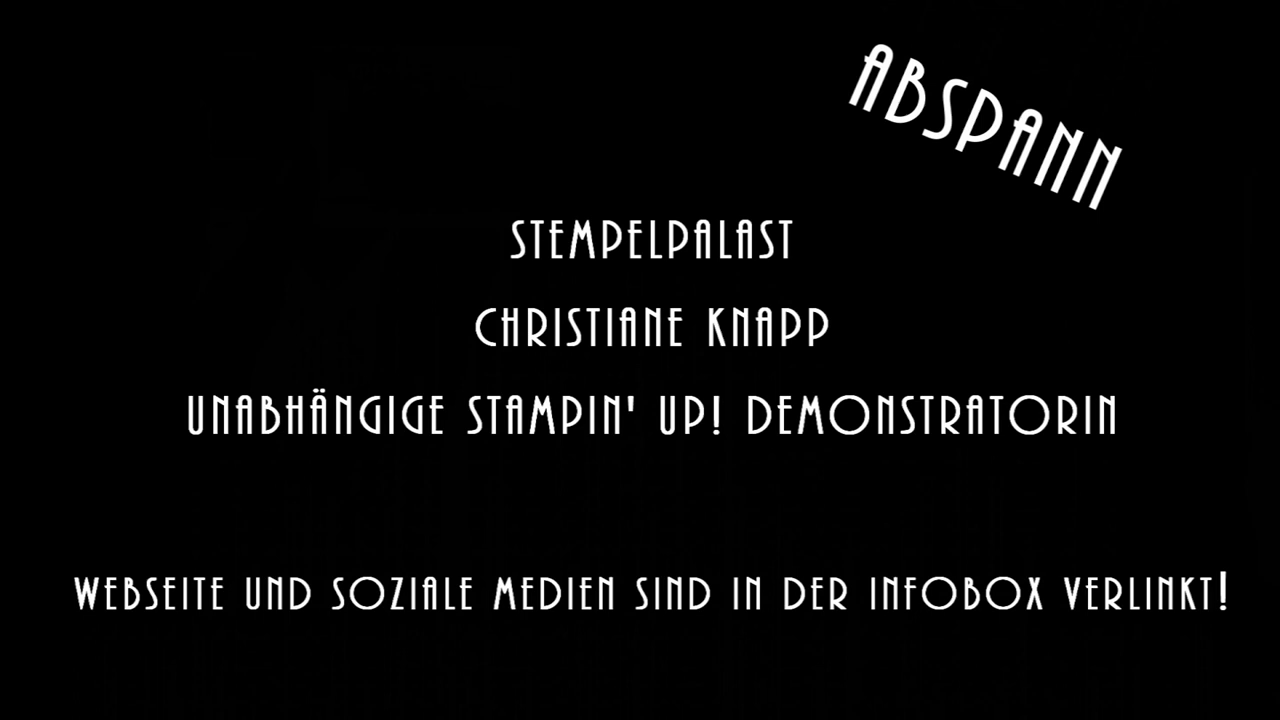 ABSPANN
STEMPELPALAST
CHRISTIANE KNAPP
UNABHÄNGIGE STAMPIN' UP! DEMONSTRATORIN
WEBSEITE UND SOZIALE MEDIEN SIND IN DER INFOBOX VERLINKT!